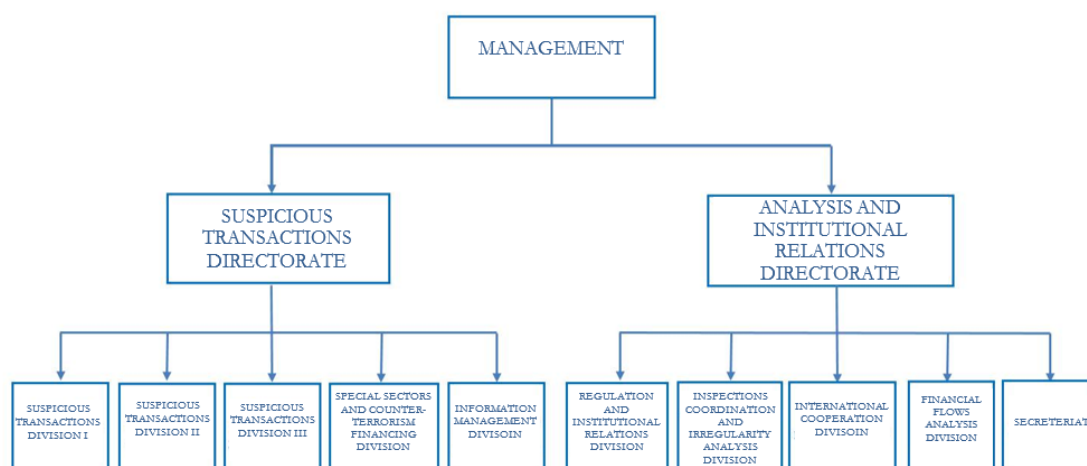 MANAGEMENT
SUSPICIOUS
TRANSACTIONS
DIRECTORATE
ANALYSIS AND
INSTITUTIONAL
RELATIONS
DIRECTORATE
SUSPICIOUS
TRANSACTIONS
DIVISION I
SUSPICIOUS
TRANSACTIONS
DIVISION II
SUSPICIOUS
TRANSACTIONS
DIVISION III
SPECIAL SECTORS
AND COUNTER-
TERRORISM
FINANCING
DIVISION
INFORMATION
MANAGEMENT
DIVISOIN
REGULATION
AND
INSTITUTIONAL
RELATIONS DIVISION
INSPECTIONS
COORDINATION
AND
IRREGULARITY
ANALYSIS
DIVISION
INTERNATIONAL
COOPERATION
DIVISOIN
FINANCIAL
FLOWS
ANALYSIS
DIVISION
SECRETERIAT